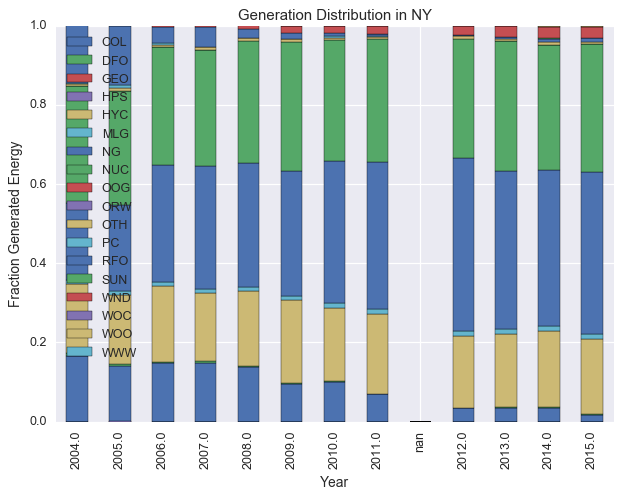 Generation Distribution in NY
1.0
0.8
0.6
0.4
0.2
0.0
Fraction Generated Energy
COL
DFO
GEO
HPS
HYC
MLG
NG
NUC
OOG
ORW
OTH
PC
RFO
SUN
WND
WOC
WOO
WWW
2004.0
2005.0
2006.0
2007.0
2008.0
2009.0
2010.0
2011.0
nan
2012.0
2013.0
2014.0
2015.0
Year